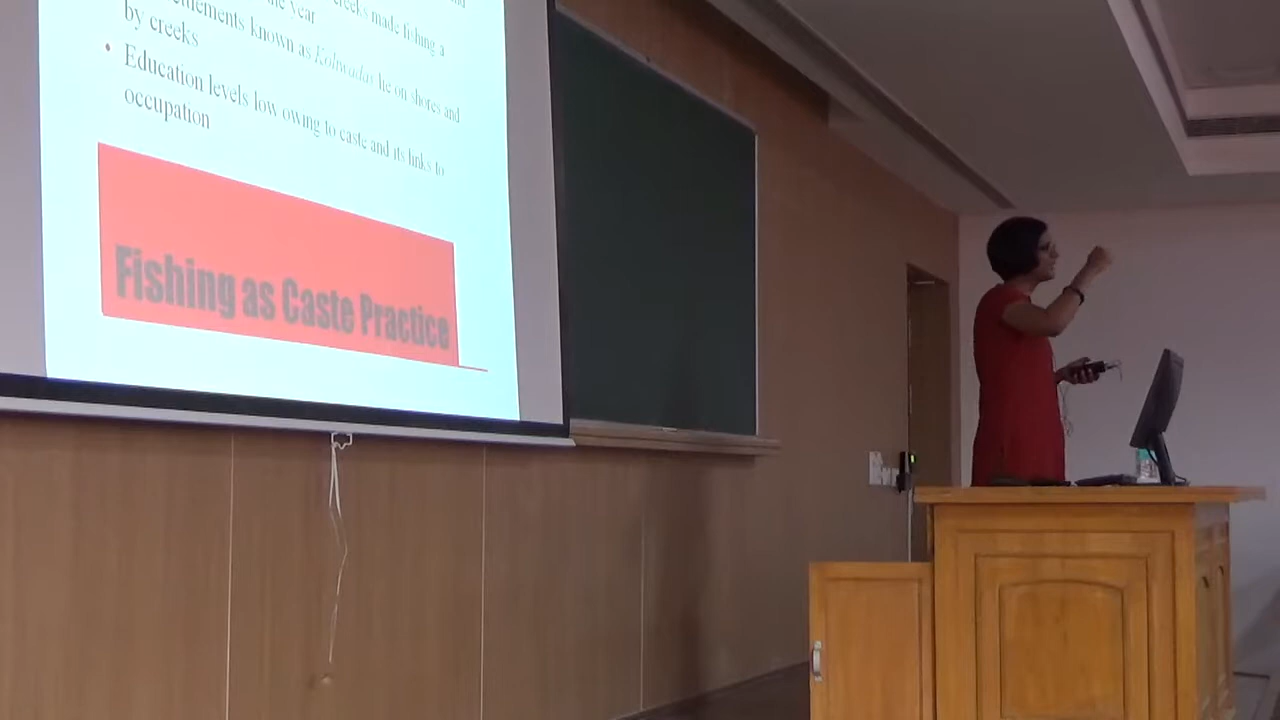 creeks made fishing a
the year
ettlements known as Koliwadas lie on shores and
by creeks
• Education levels low owing to caste and its links to
occupation
Fishing as Caste Practice